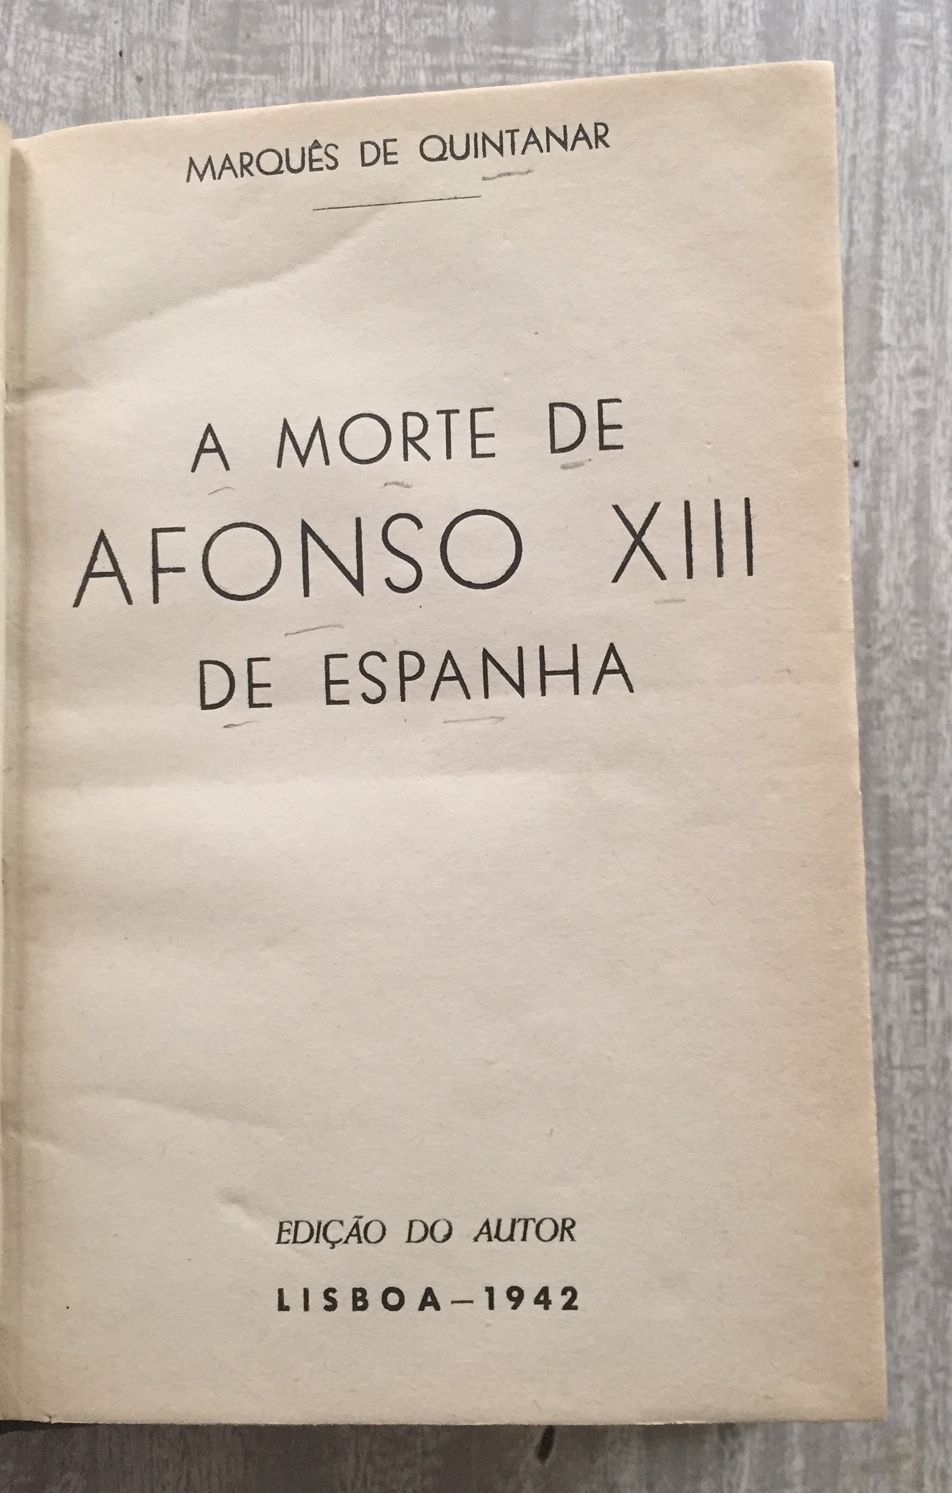 MARQUÊS DE QUINTANAR
A MORTE DE
AFONSO XIII
DE ESPANHA
EDIÇÃO DO AUTOR
LISBOA—1942